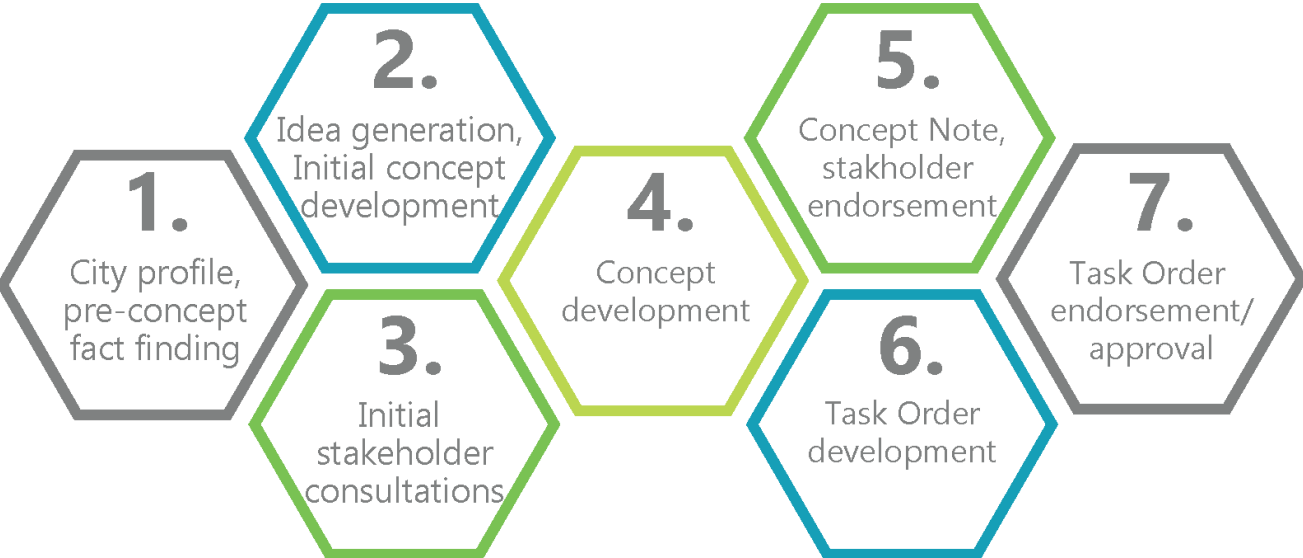 1.
City profile,
pre-concept
fact finding
2.
Idea generation,
Initial concept
development
3.
Initial
stakeholder
consultations
4.
Concept
development
5.
Concept Note,
stakholder
endorsement
6.
Task Order
development
7.
Task Order
endorsement/
approval